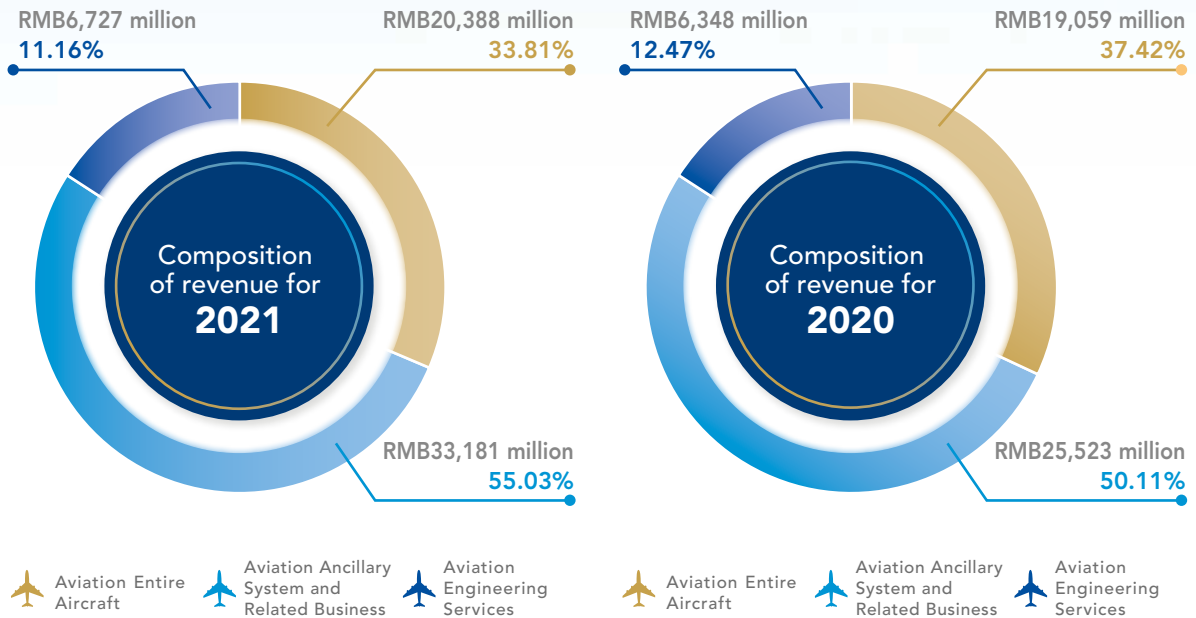 RMB6,727 million
11.16%
RMB20,388 million
33.81%
Composition
of revenue for
2021
RMB33,181 million
55.03%
Aviation Entire
Aircraft
Aviation Ancillary
System and
Related Business
Aviation
Engineering
Services
RMB6,348 million
12.47%
RMB19,059 million
37.42%
Composition
of revenue for
2020
RMB25,523 million
50.11%
Aviation Entire
Aircraft
Aviation Ancillary
System and
Related Business
Aviation
Engineering
Services